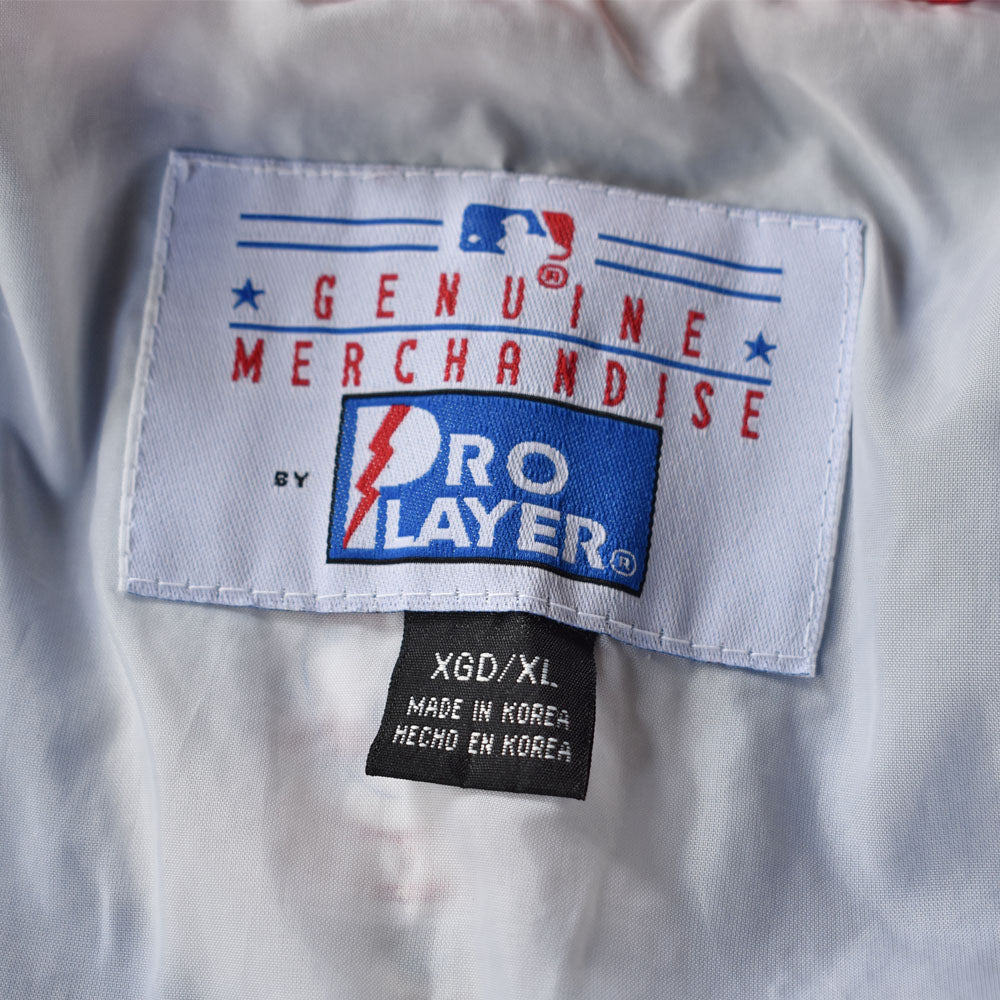 GENUINE
MERCHANDISE
BY PRO
PLAYER®
XGD/XL
MADE IN KOREA
HECHO EN KOREA